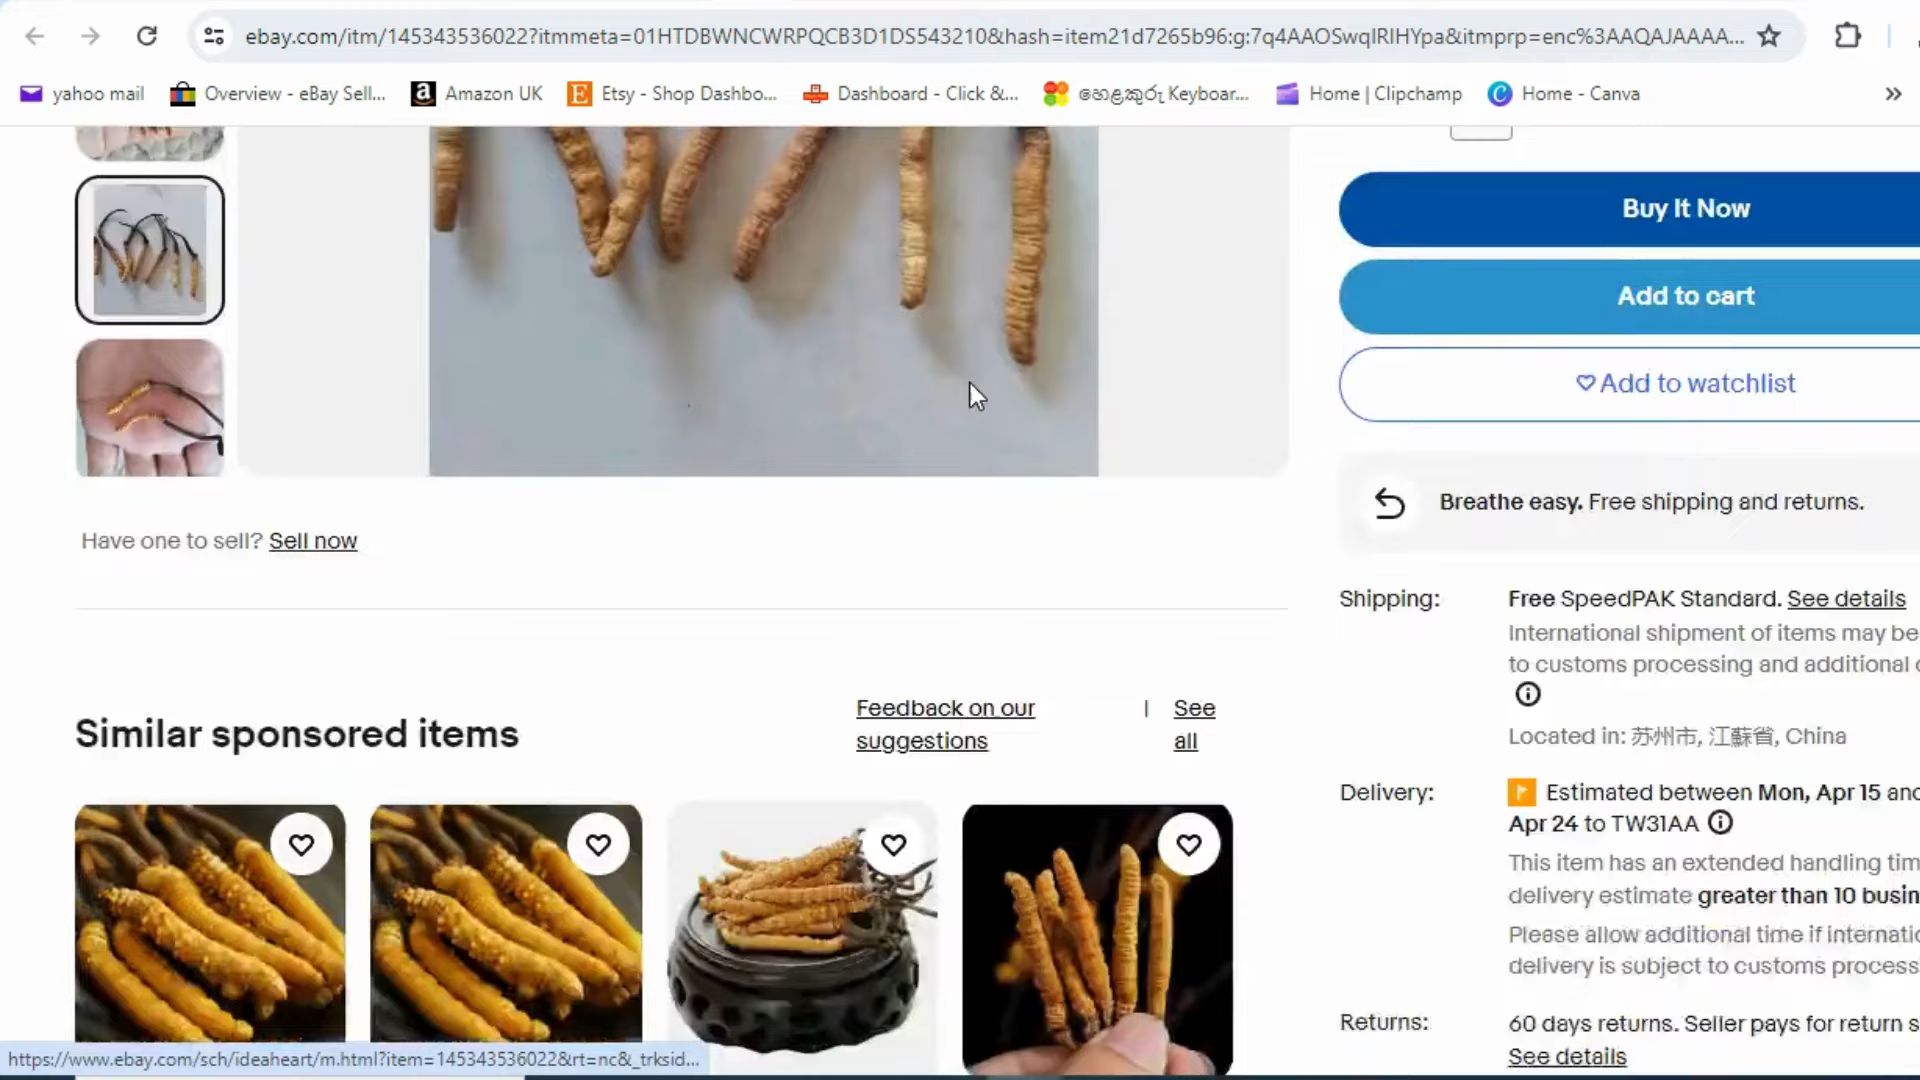 ebay.com/itm/145343536022?itmmeta=01HTDBWNCWRPQCB3D1DS543210&hash=item21d7265b96:g:7q4AAOSwqlRlHYpa&itmprp=enc%3AAQAJAAAA...
yahoo mail
Overview - eBay Sell...
Amazon UK
Etsy - Shop Dashbo...
Dashboard - Click &...
හෙළකුරු Keyboar...
Home | Clipchamp
Home - Canva
Buy It Now
Add to cart
Add to watchlist
Breathe easy. Free shipping and returns.
Have one to sell? Sell now
Shipping:
Free SpeedPAK Standard. See details
International shipment of items may be
to customs processing and additional
Located in: 苏州市, 江蘇省, China
Similar sponsored items
Feedback on our
suggestions
|
See
all
Delivery:
Estimated between Mon, Apr 15 and
Apr 24 to TW31AA
This item has an extended handling tim
delivery estimate greater than 10 busin
Please allow additional time if internatio
delivery is subject to customs process
Returns:
60 days returns. Seller pays for return s
See details
https://www.ebay.com/sch/ideaheart/m.html?item=145343536022&rt=nc&_trksid...